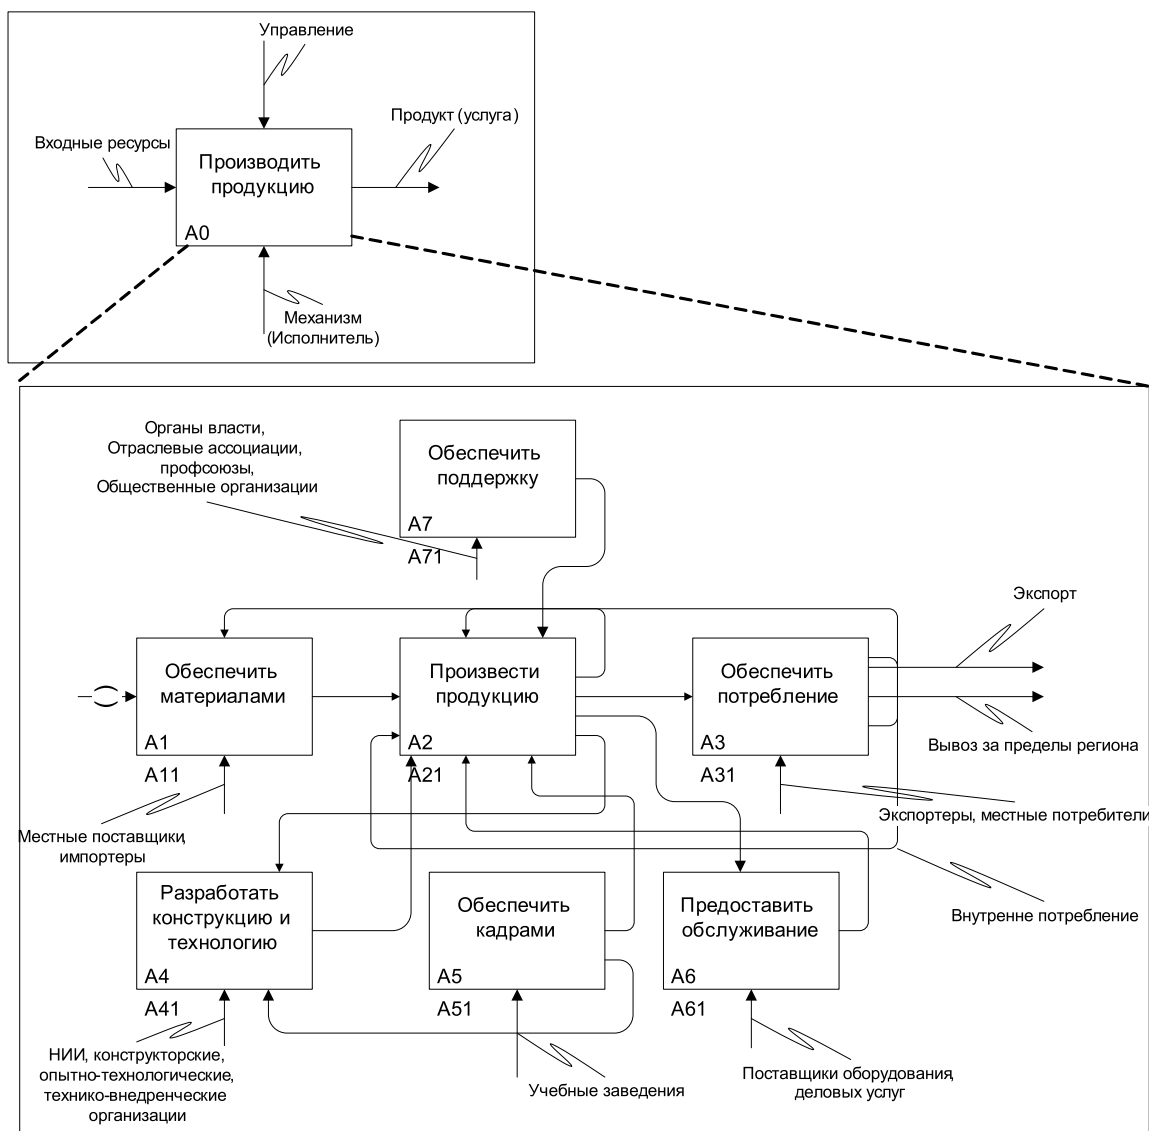 Управление
Продукт (услуга)
Входные ресурсы
Производить
продукцию
A0
Механизм
(Исполнитель)
Органы власти,
Отраслевые ассоциации,
профсоюзы,
Общественные организации
Обеспечить
поддержку
A7
A71
Экспорт
Обеспечить
материалами
A1
A11
Произвести
продукцию
A2
A21
Обеспечить
потребление
A3
A31
Вывоз за пределы региона
Местные поставщики,
импортеры
Экспортеры, местные потребители
Разработать
конструкцию и
технологию
A4
A41
Обеспечить
кадрами
A5
A51
Предоставить
обслуживание
A6
A61
Внутренне потребление
НИИ, конструкторские,
опытно-технологические,
технико-внедренческие
организации
Учебные заведения
Поставщики оборудования,
деловых услуг